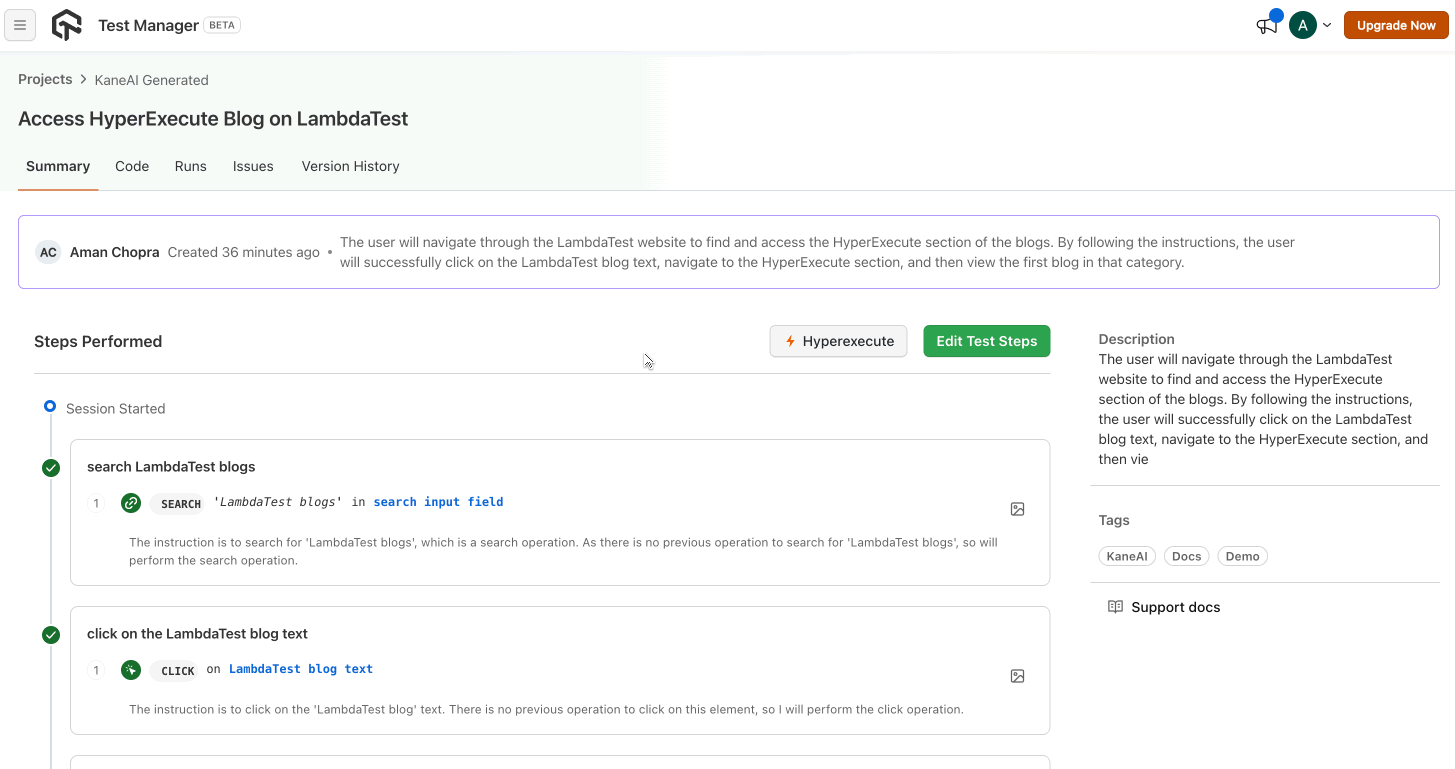 Test Manager BETA
A
Upgrade Now
Projects > KaneAI Generated
Access HyperExecute Blog on LambdaTest
Summary Code Runs Issues Version History
AC Aman Chopra Created 36 minutes ago •
The user will navigate through the LambdaTest website to find and access the HyperExecute section of the blogs. By following the instructions, the user
will successfully click on the LambdaTest blog text, navigate to the HyperExecute section, and then view the first blog in that category.
Steps Performed
Hyperexecute
Edit Test Steps
Session Started
search LambdaTest blogs
1 SEARCH 'LambdaTest blogs' in search input field
The instruction is to search for 'LambdaTest blogs', which is a search operation. As there is no previous operation to search for 'LambdaTest blogs', so will
perform the search operation.
click on the LambdaTest blog text
1 CLICK on LambdaTest blog text
The instruction is to click on the 'LambdaTest blog' text. There is no previous operation to click on this element, so I will perform the click operation.
Description
The user will navigate through the LambdaTest
website to find and access the HyperExecute
section of the blogs. By following the instructions,
the user will successfully click on the LambdaTest
blog text, navigate to the HyperExecute section, and
then vie
Tags
KaneAI Docs Demo
Support docs